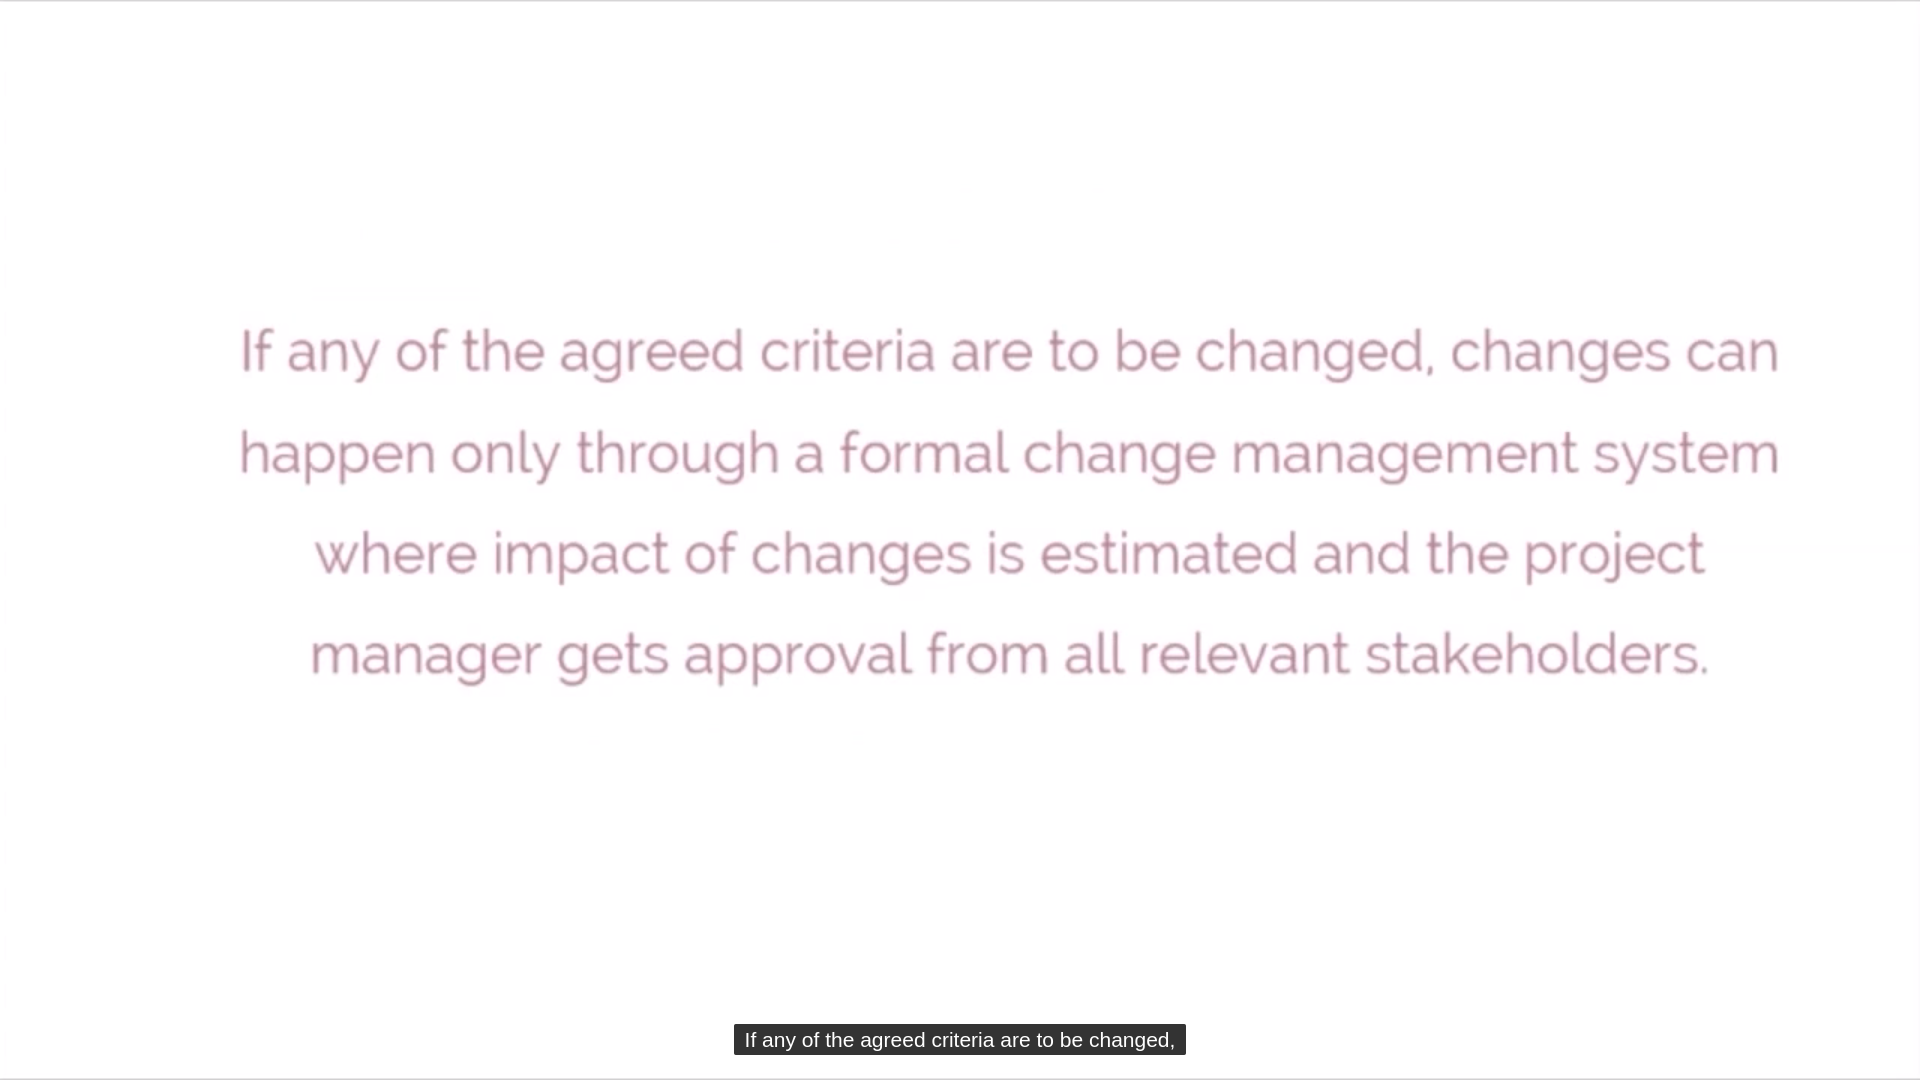 If any of the agreed criteria are to be changed, changes can
happen only through a formal change management system
where impact of changes is estimated and the project
manager gets approval from all relevant stakeholders.
If any of the agreed criteria are to be changed,